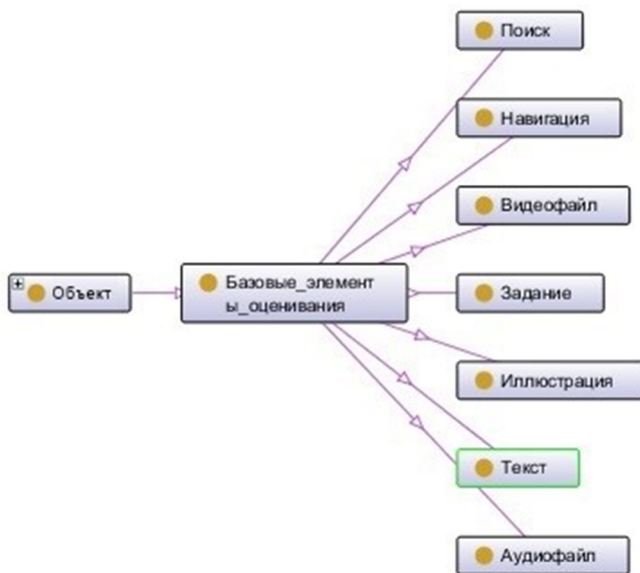 Поиск
Навигация
Видеофайл
Объект
Базовые_элемент
ы_оценивания
Задание
Иллюстрация
Текст
Аудиофайл